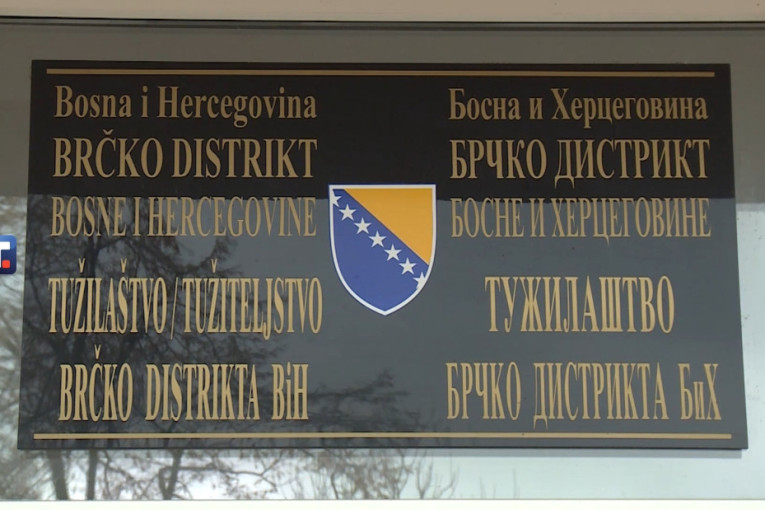 Bosna i Hercegovina
BRČKO DISTRIKT
BOSNE I HERCEGOVINE
TUŽILAŠTVO / TUŽITELJSTVO
BRČKO DISTRIKTA BiH
Босна и Херцеговина
БРЧКО ДИСТРИКТ
БОСНЕ И ХЕРЦЕГОВИНЕ
ТУЖИЛАШТВО
БРЧКО ДИСТРИКТА БиХ